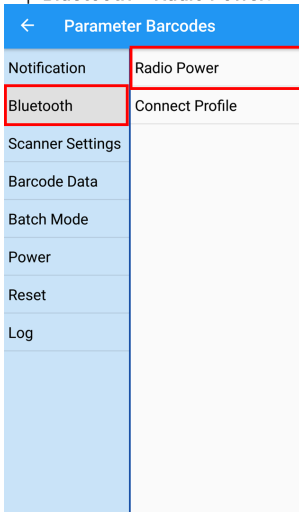 Parameter Barcodes
Notification
Radio Power
Bluetooth
Connect Profile
Scanner Settings
Barcode Data
Batch Mode
Power
Reset
Log